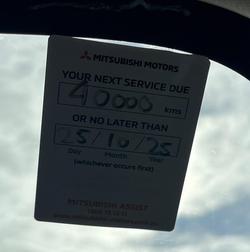 MITSUBISHI MOTORS
YOUR NEXT SERVICE DUE
40000 kms
OR NO LATER THAN
25/10/25
Day Month Year
(whichever occurs first)
MITSUBISHI ASSIST